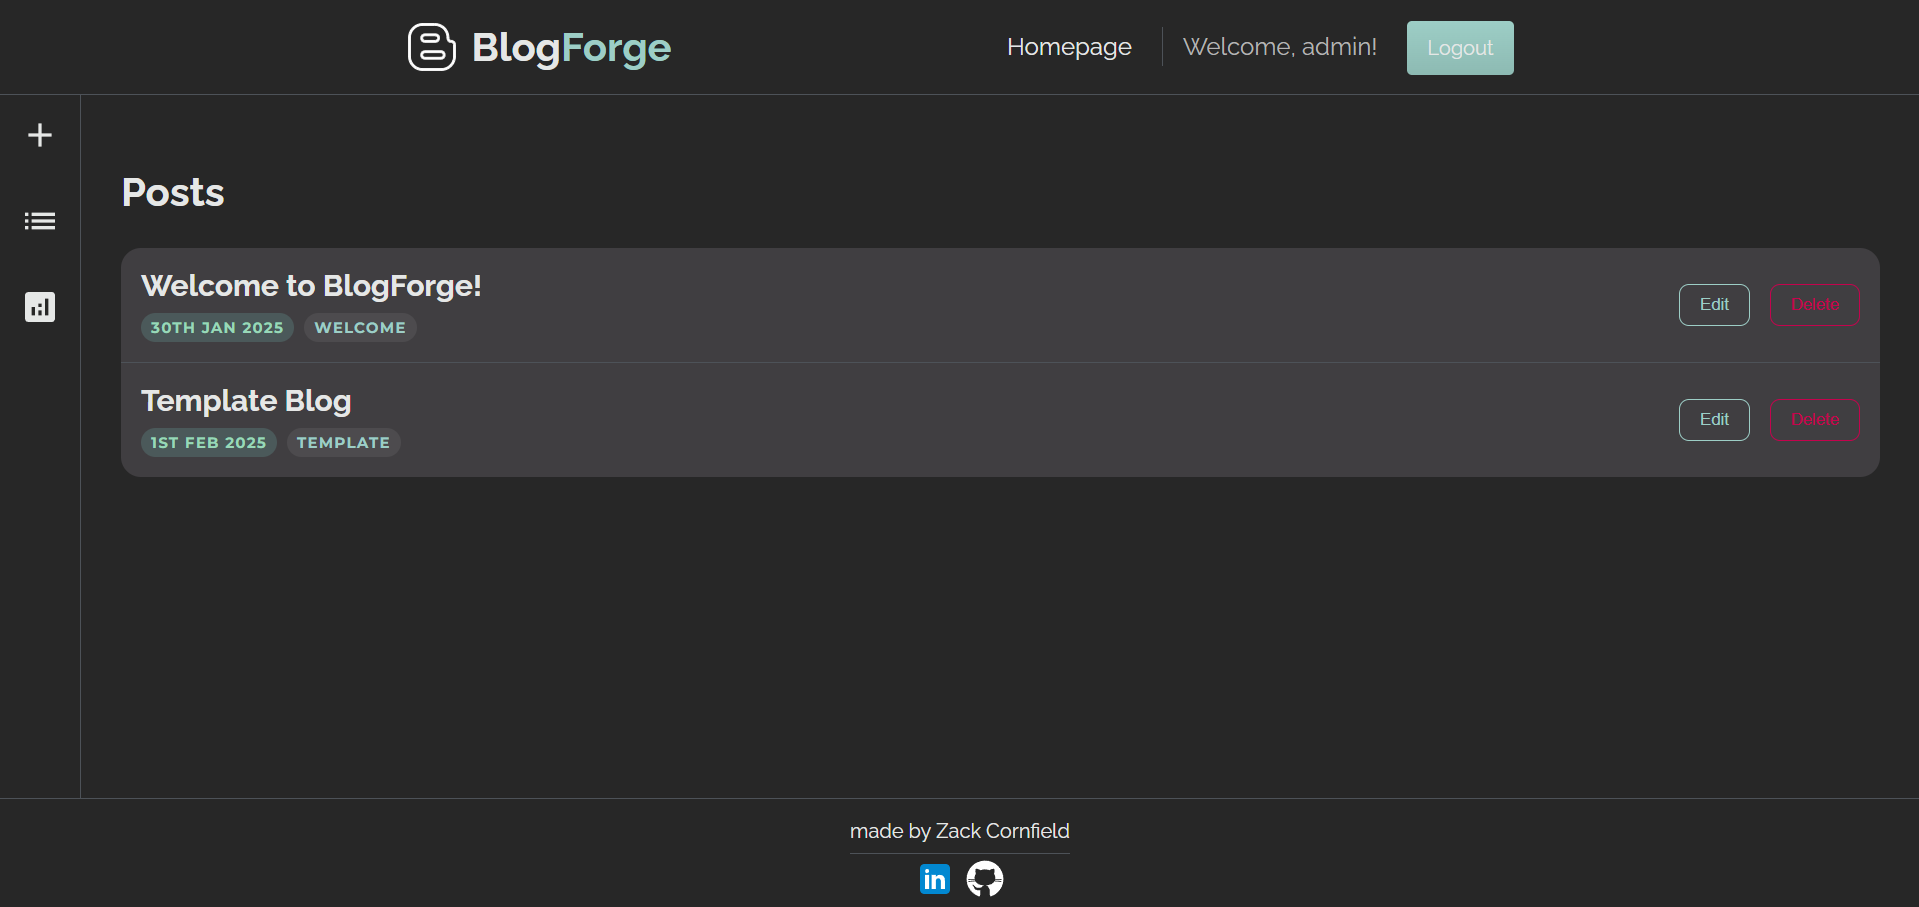 BlogForge
Homepage
Welcome, admin!
Logout
Posts
Welcome to BlogForge!
30TH JAN 2025 WELCOME
Edit
Delete
Template Blog
1ST FEB 2025 TEMPLATE
Edit
Delete
made by Zack Cornfield
in